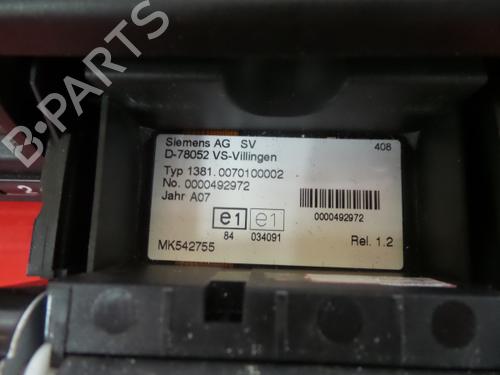 Siemens AG SV
408
D-78052 VS-Villingen
Typ 1381.0070100002
No. 0000492972
Jahr A07
0000492972
e1 e1
84 034091
MK542755
Rel. 1.2
B-PARTS